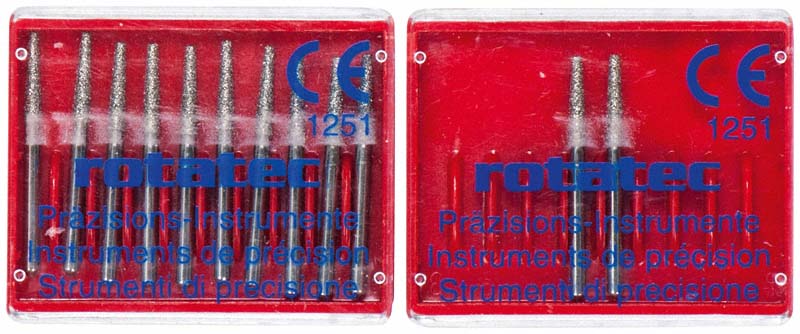 CE
1251
rotatec
Präzisions-Instrumente
Instruments de précision
Strumenti di precisione
CE
1251
rotatec
Präzisions-Instrumente
Instruments de précision
Strumenti di precisione